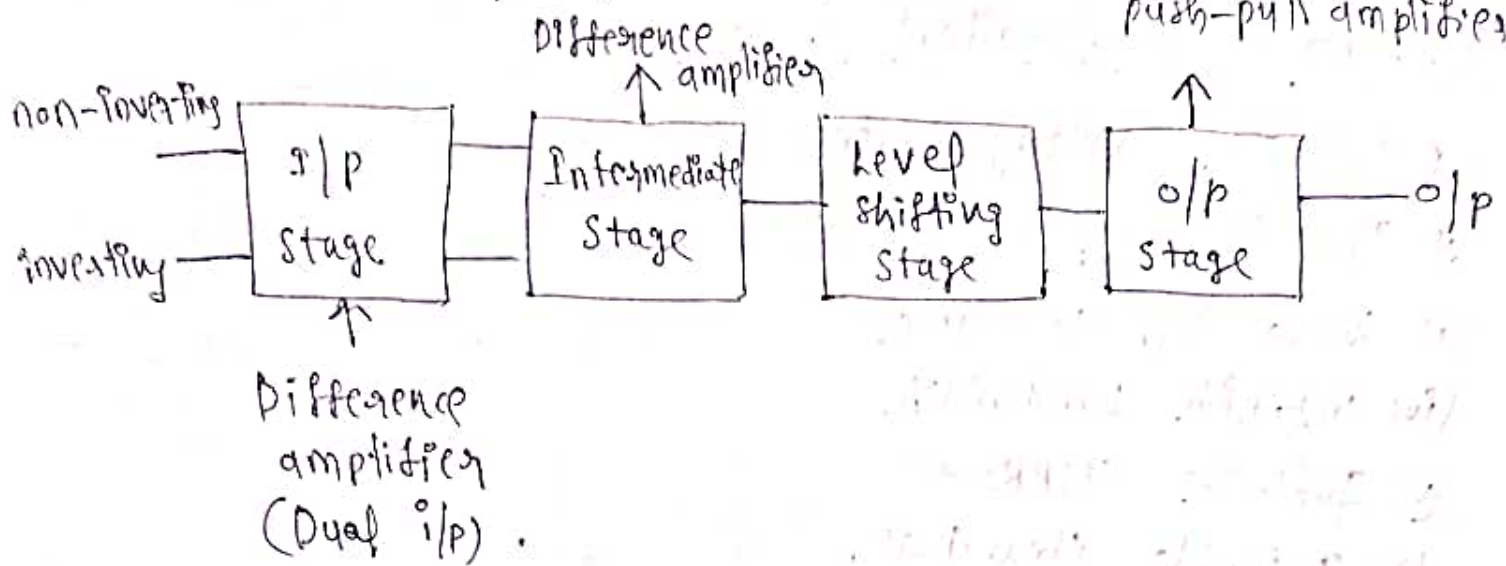 push-pull amplifier
Difference
amplifier
non-inverting
I/p
Stage
inverting
Intermediate
Stage
Level
Shifting
Stage
o/p
Stage
o/p
Difference
amplifier
(Dual i/p).